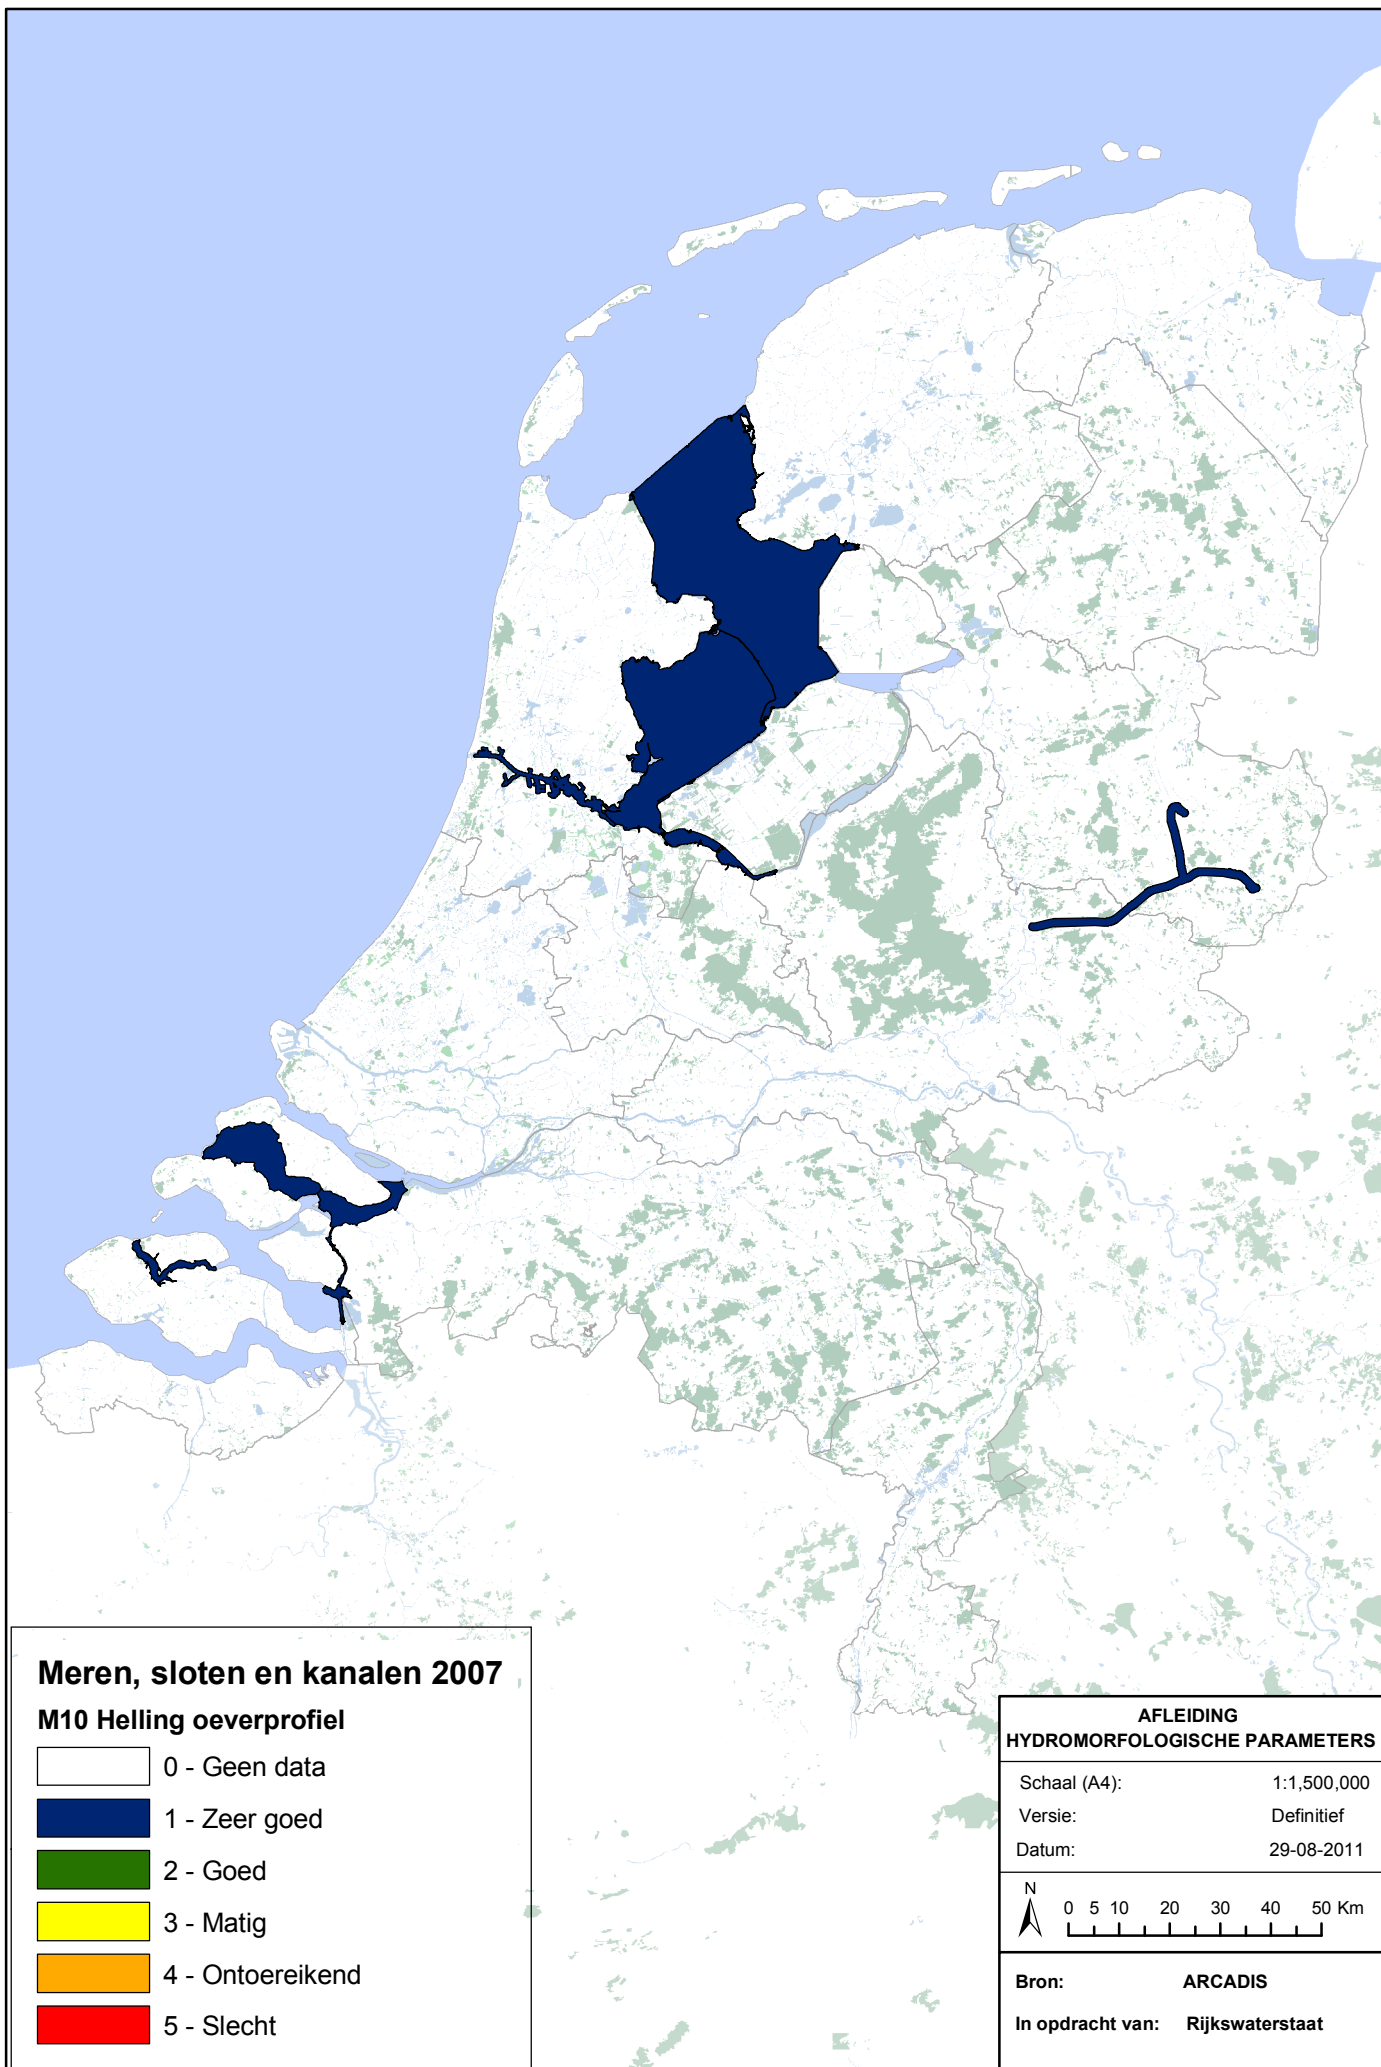 Meren, sloten en kanalen 2007
M10 Helling oeverprofiel
0 - Geen data
1 - Zeer goed
2 - Goed
3 - Matig
4 - Ontoereikend
5 - Slecht
AFLEIDING
HYDROMORFOLOGISCHE PARAMETERS
Schaal (A4): 1:1,500,000
Versie: Definitief
Datum: 29-08-2011
N
0 5 10 20 30 40 50 Km
Bron: ARCADIS
In opdracht van: Rijkswaterstaat